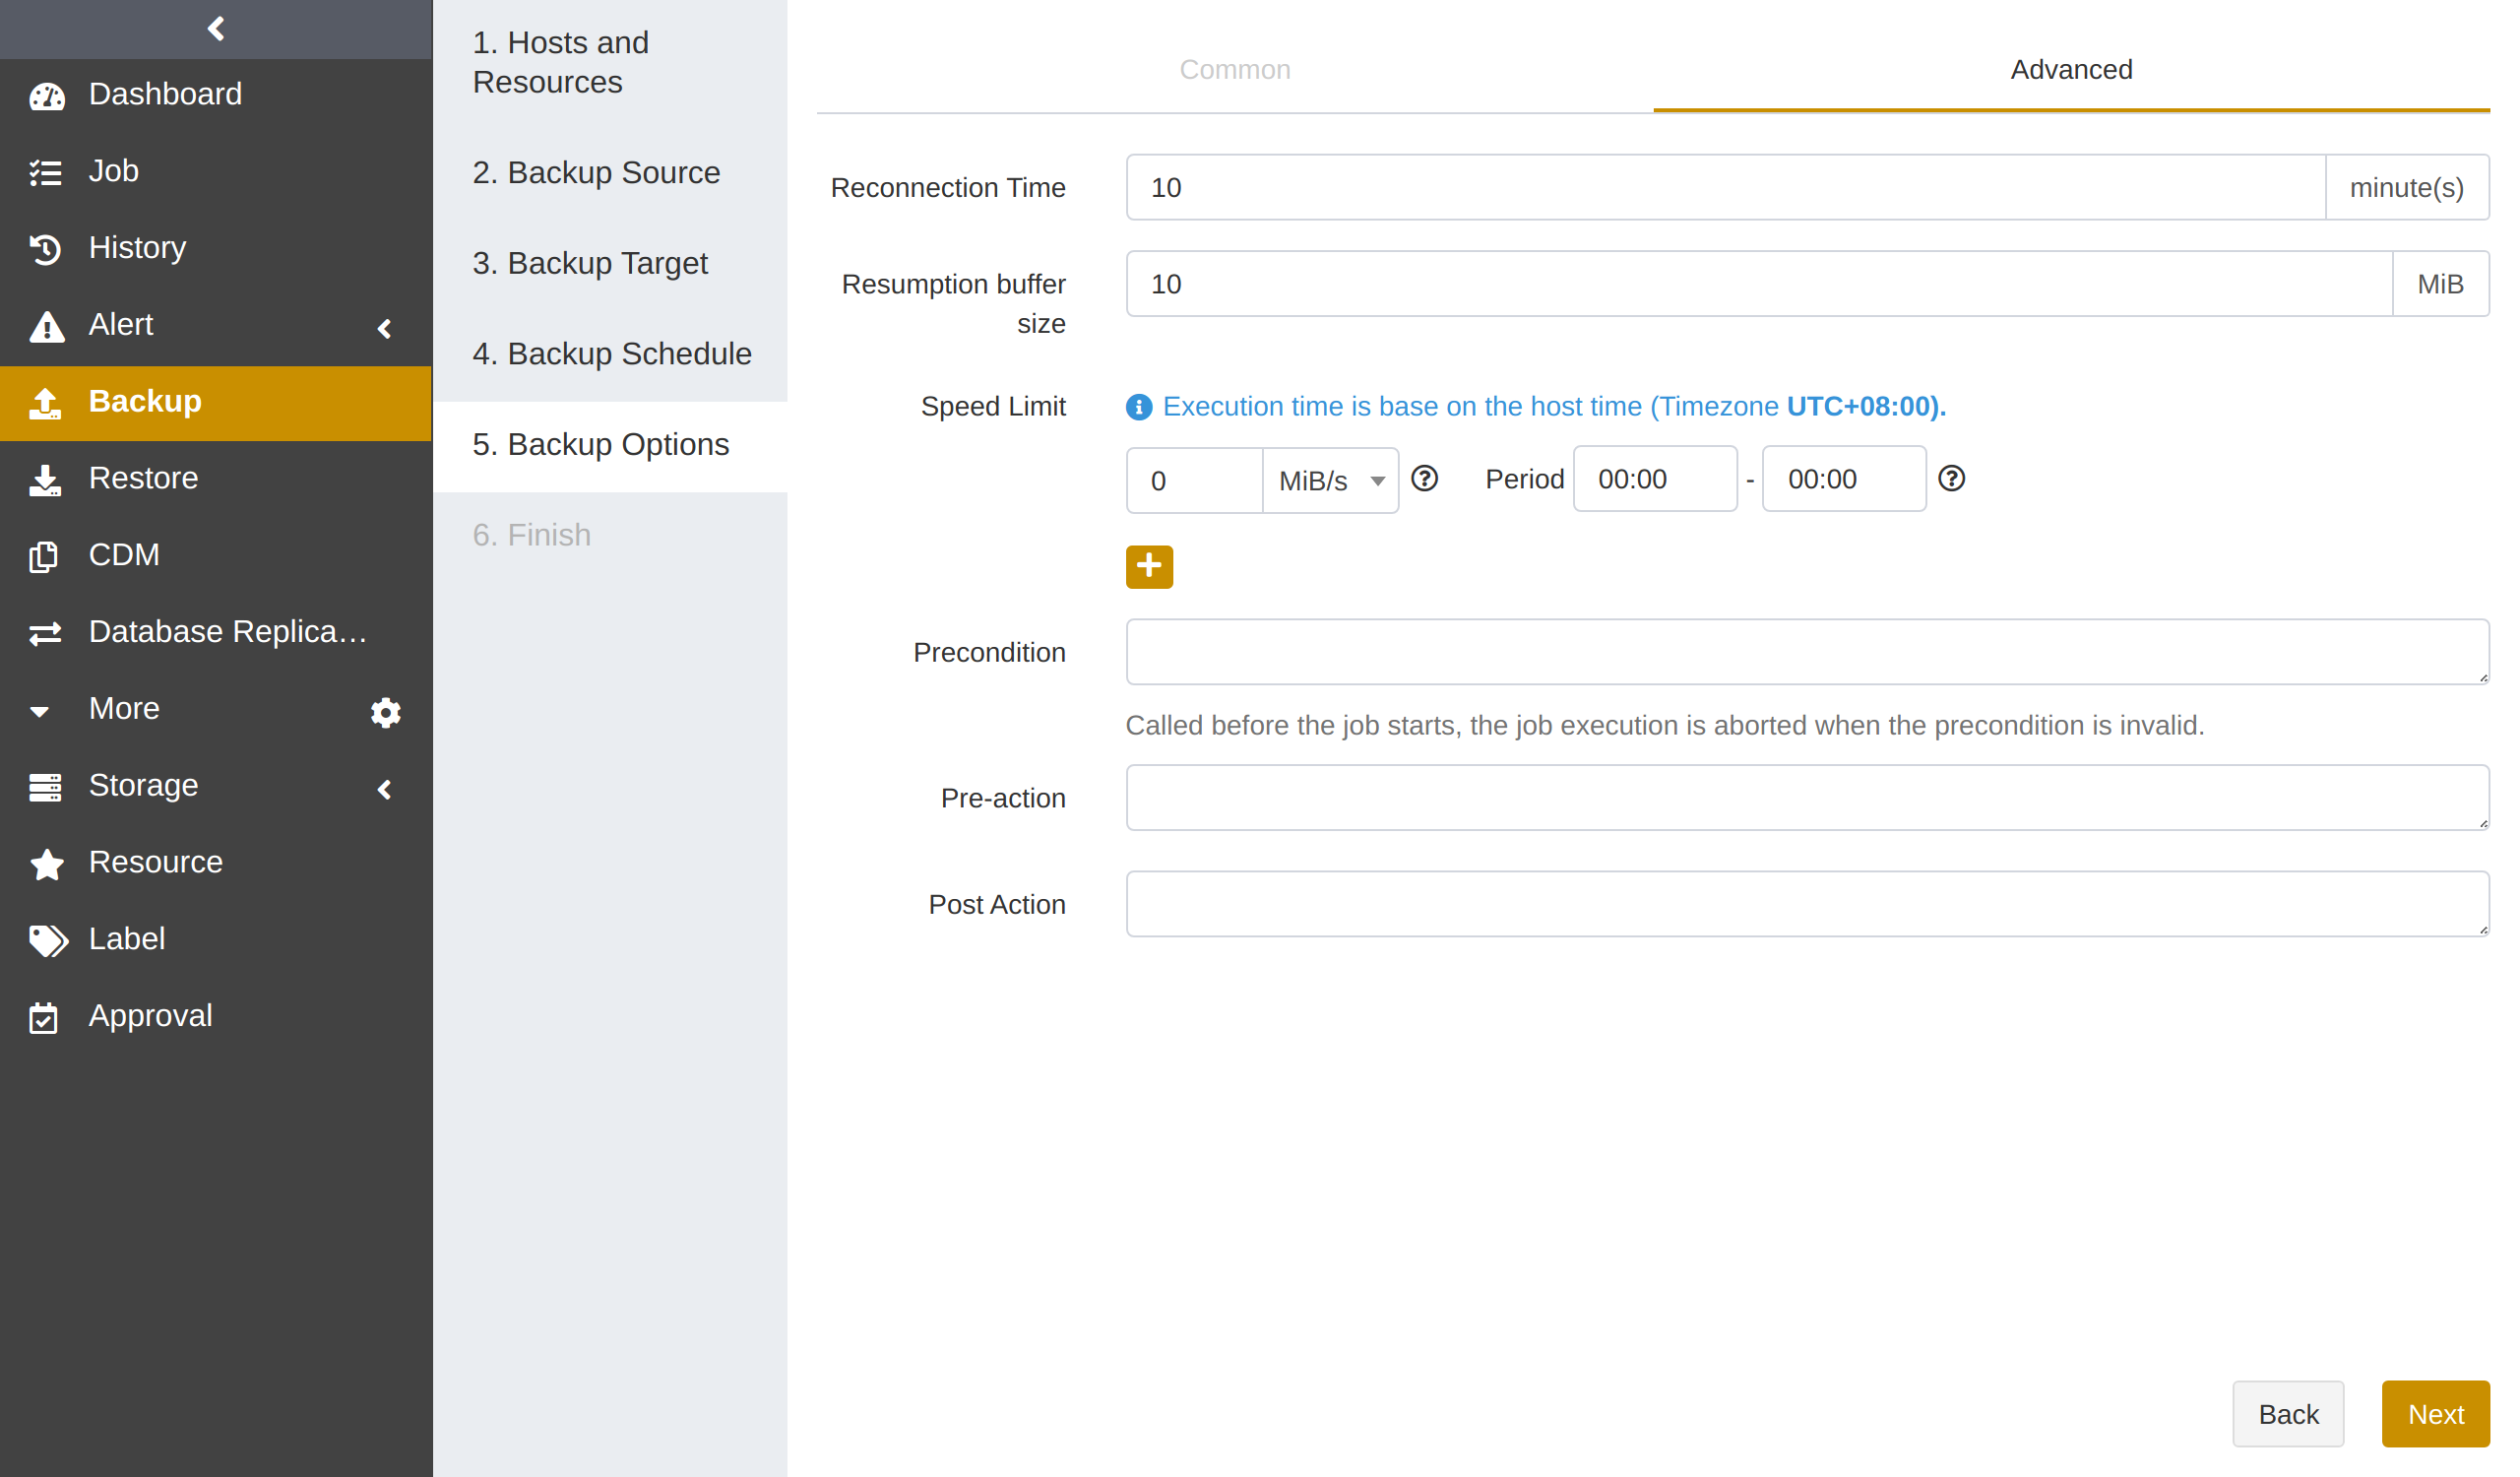 Dashboard
Job
History
Alert
Backup
Restore
CDM
Database Replica…
More
Storage
Resource
Label
Approval
1. Hosts and
Resources
2. Backup Source
3. Backup Target
4. Backup Schedule
5. Backup Options
6. Finish
Common
Advanced
Reconnection Time
10
minute(s)
Resumption buffer
size
10
MiB
Speed Limit
Execution time is base on the host time (Timezone UTC+08:00).
0
MiB/s
Period
00:00
-
00:00
Precondition
Called before the job starts, the job execution is aborted when the precondition is invalid.
Pre-action
Post Action
Back
Next